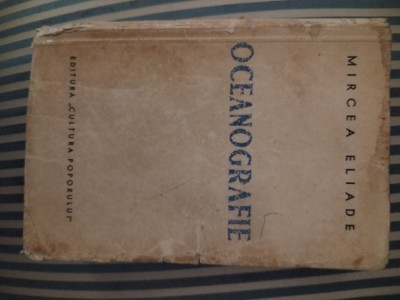 MIRCEA ELIADE
OCEANOGRAFIE
EDITURA „CULTURA POPORULUI"